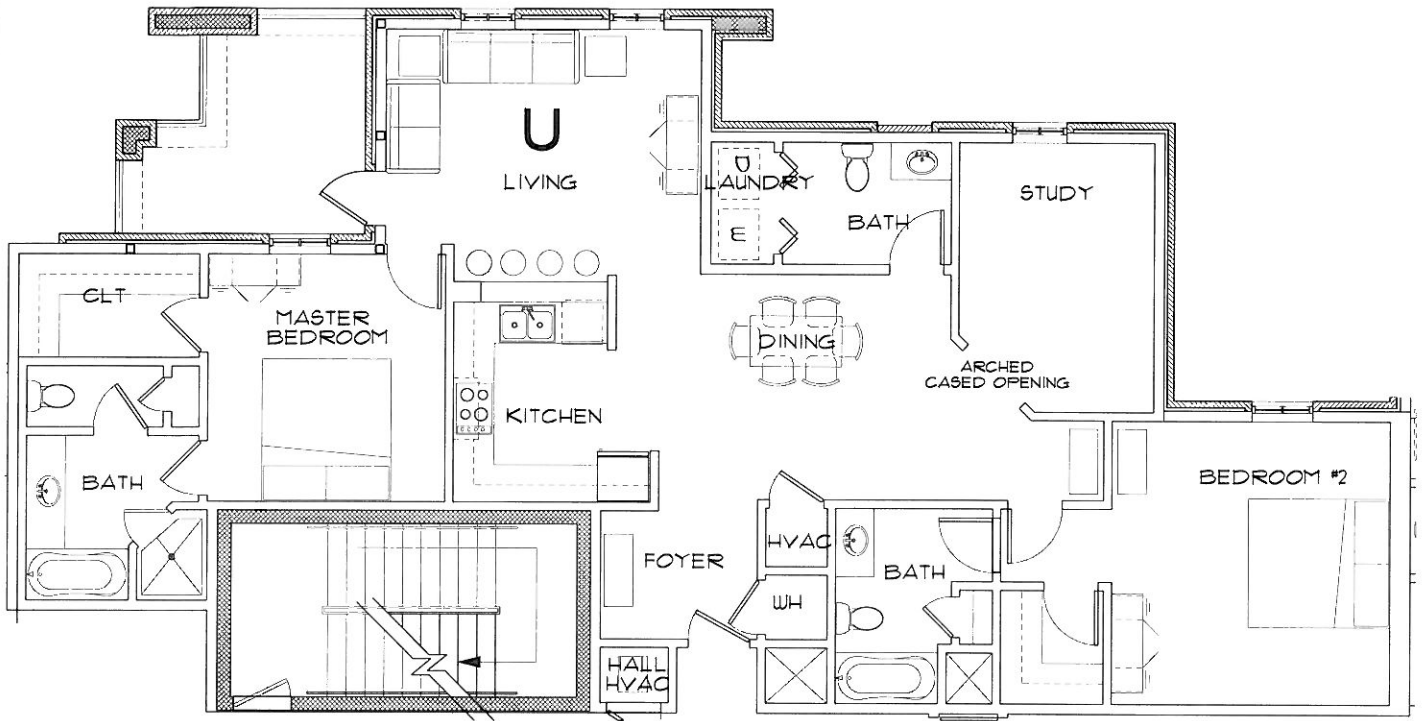 U
LIVING
LAUNDRY
D
W
BATH
STUDY
CLT
MASTER
BEDROOM
DINING
ARCHED
CASED OPENING
KITCHEN
BATH
BEDROOM #2
FOYER
HVAC
BATH
WH
HALL
HVAC